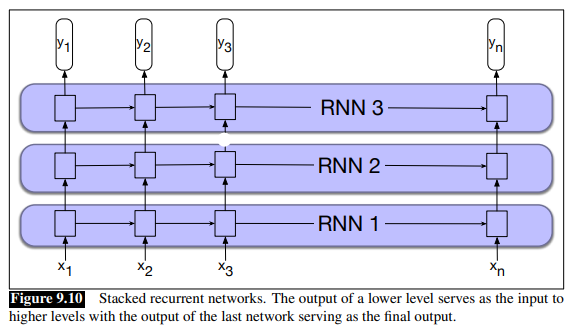 y1 y2 y3 yn
RNN 3
RNN 2
RNN 1
x1 x2 x3 xn
Figure 9.10 Stacked recurrent networks. The output of a lower level serves as the input to
higher levels with the output of the last network serving as the final output.